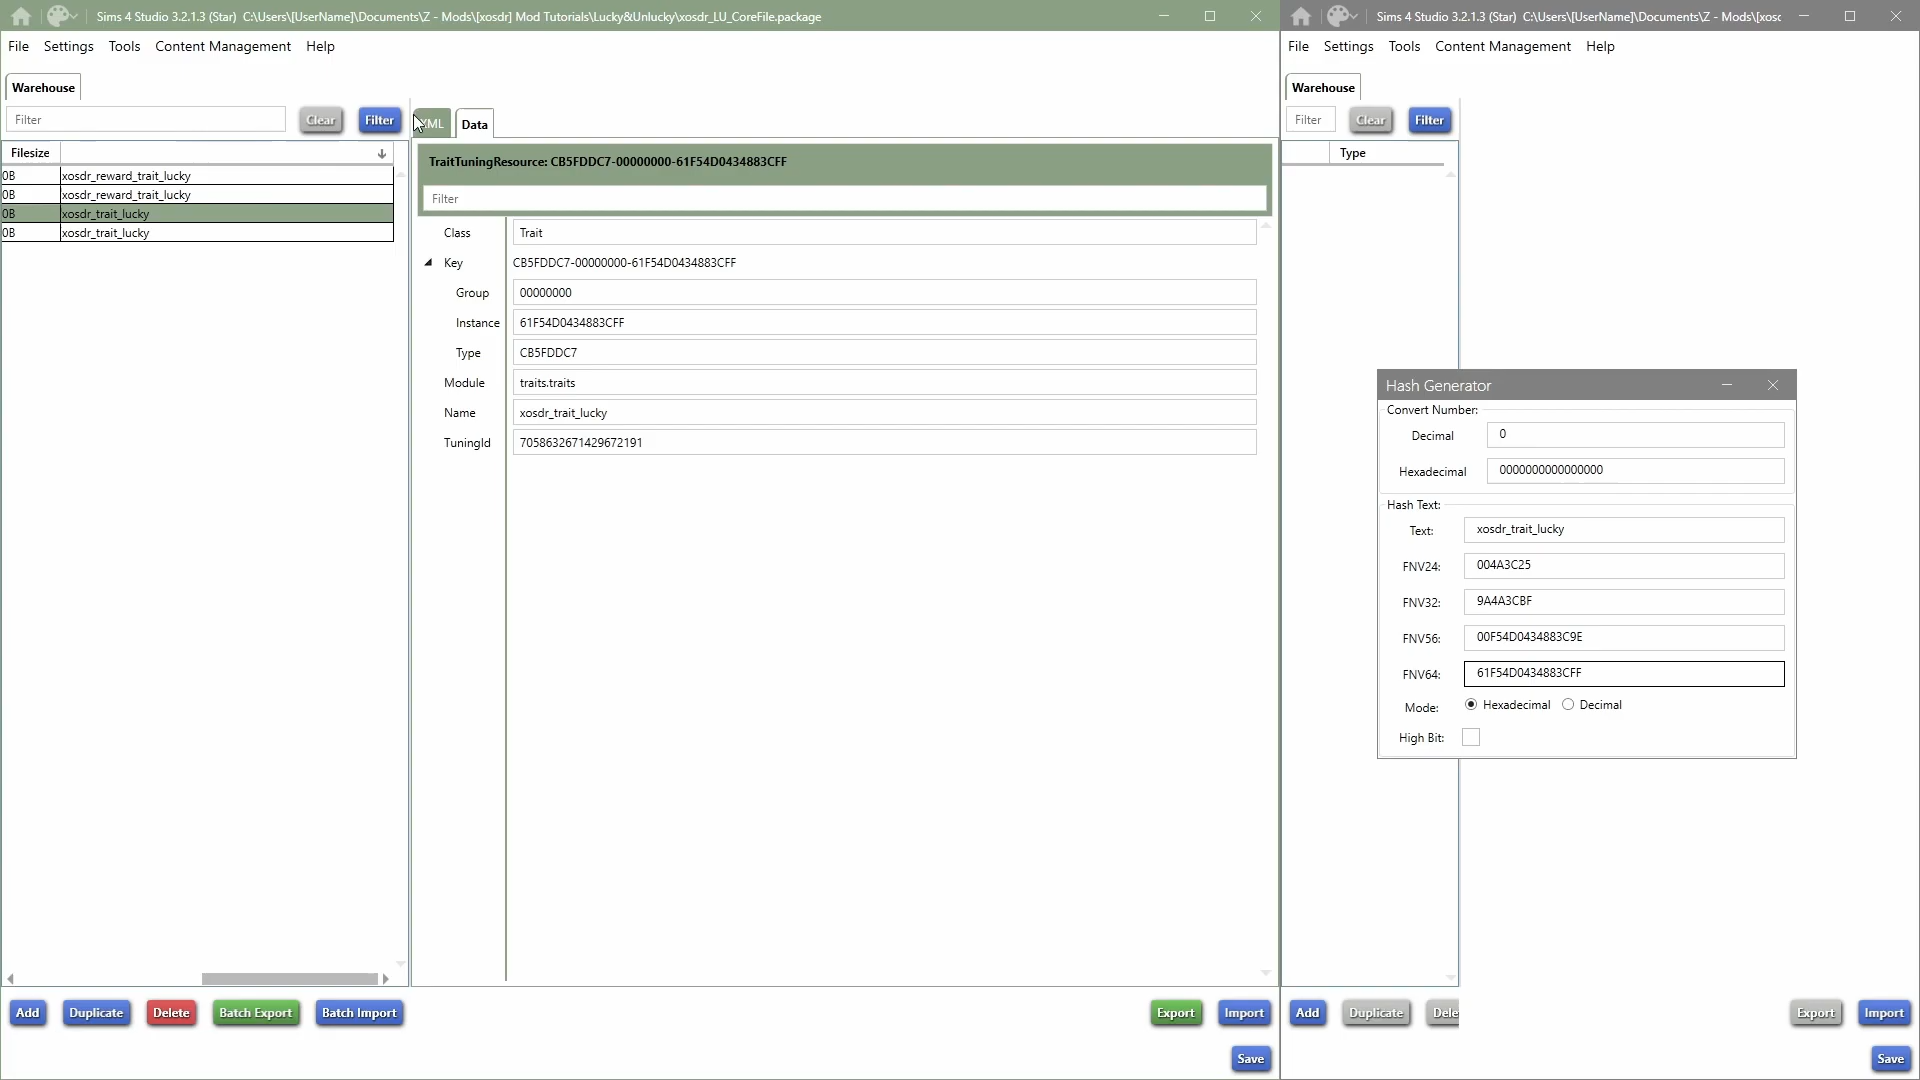 Sims 4 Studio 3.2.1.3 (Star) C:\Users\[UserName]\Documents\Z - Mods\[xosdr] Mod Tutorials\Lucky&Unlucky\xosdr_LU_CoreFile.package
File Settings Tools Content Management Help
Warehouse
Filter Clear Filter
Filesize
0B xosdr_reward_trait_lucky
0B xosdr_reward_trait_lucky
0B xosdr_trait_lucky
0B xosdr_trait_lucky
Add Duplicate Delete Batch Export Batch Import
Data
TraitTuningResource: CB5FDDC7-00000000-61F54D0434883CFF
Filter
Class Trait
Key CB5FDDC7-00000000-61F54D0434883CFF
Group 00000000
Instance 61F54D0434883CFF
Type CB5FDDC7
Module traits.traits
Name xosdr_trait_lucky
TuningId 7058632671429672191
Export Import
Save
Sims 4 Studio 3.2.1.3 (Star) C:\Users\[UserName]\Documents\Z - Mods\[xosc
File Settings Tools Content Management Help
Warehouse
Filter Clear Filter
Type
Hash Generator
Convert Number:
Decimal 0
Hexadecimal 0000000000000000
Hash Text:
Text: xosdr_trait_lucky
FNV24: 004A3C25
FNV32: 9A4A3CBF
FNV56: 00F54D0434883C9E
FNV64: 61F54D0434883CFF
Mode: Hexadecimal Decimal
High Bit:
Add Duplicate Dele
Export Import
Save